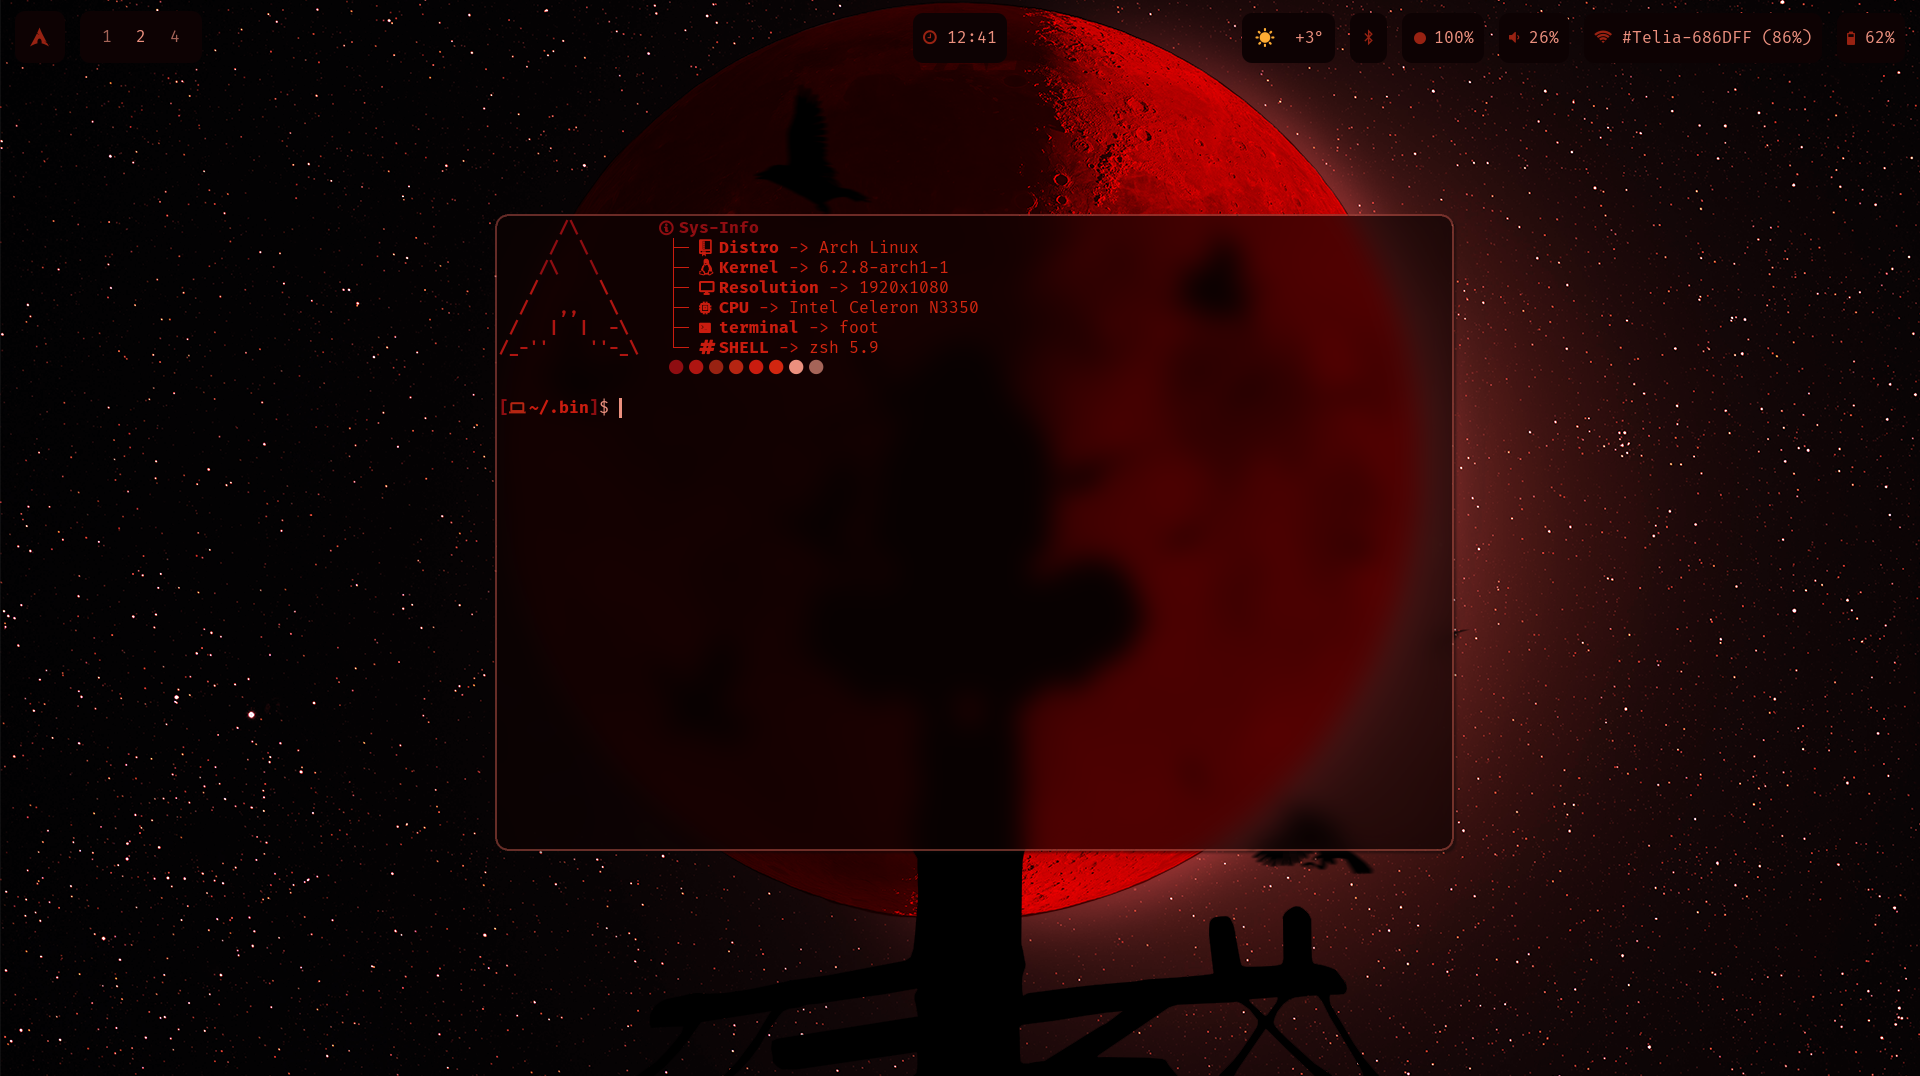 1 2 4
12:41
+3°
100%
26%
#Telia-686DFF (86%)
62%
Sys-Info
Distro -> Arch Linux
Kernel -> 6.2.8-arch1-1
Resolution -> 1920x1080
CPU -> Intel Celeron N3350
terminal -> foot
SHELL -> zsh 5.9
[~/.bin]$